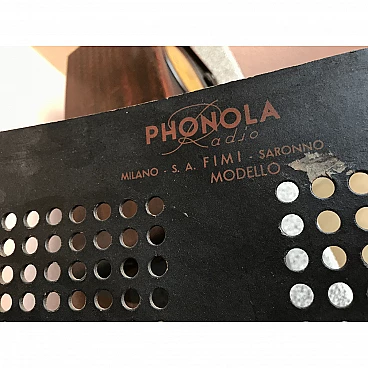 PHONOLA
Radio
MILANO - S. A. FIMI - SARONNO
MODELLO